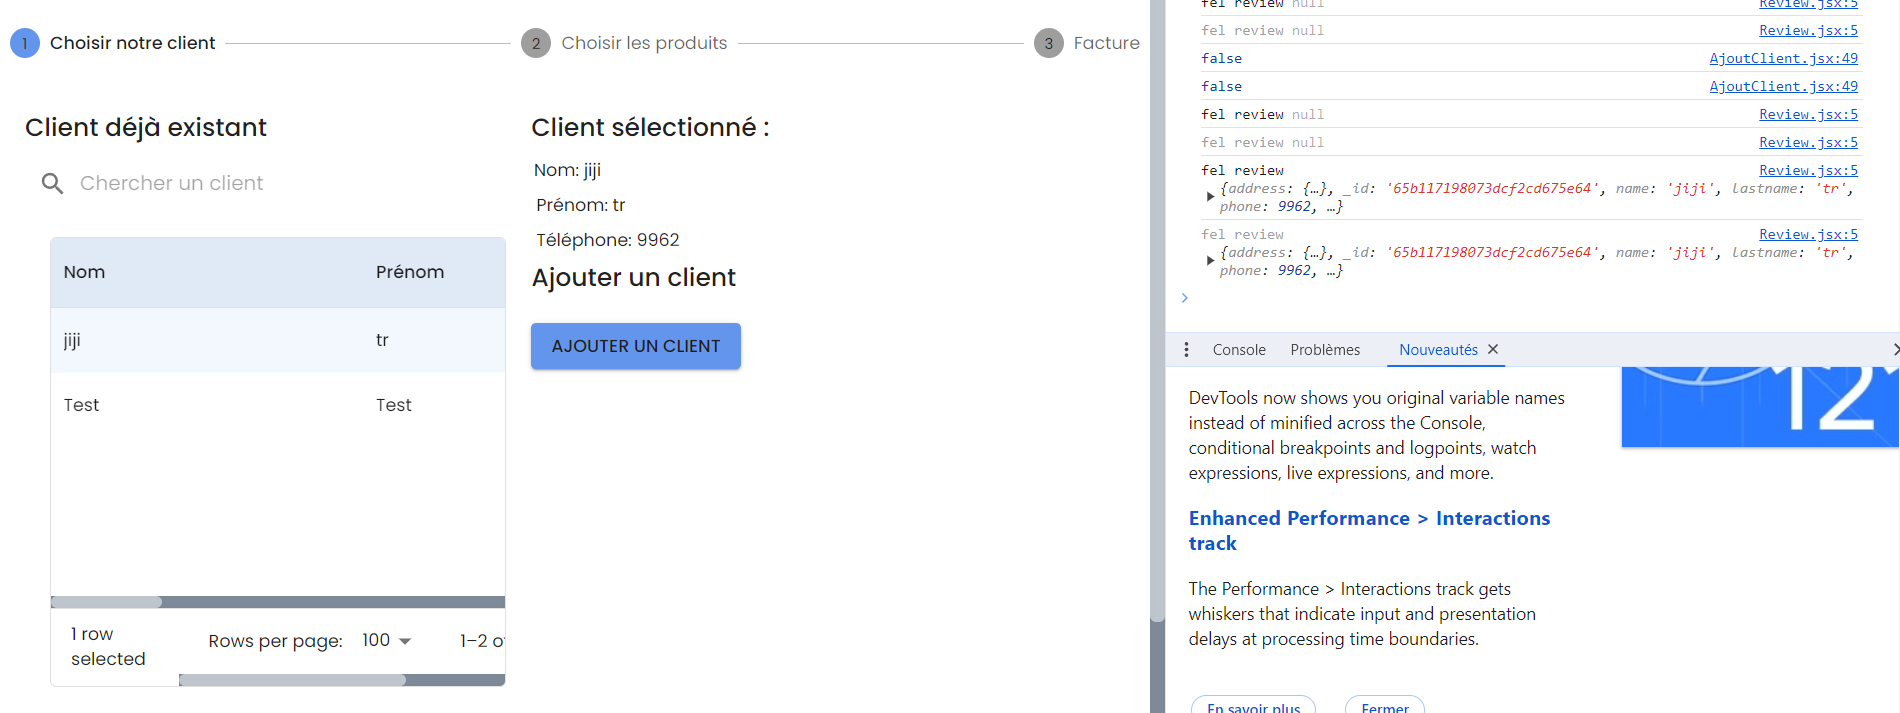 1 Choisir notre client 2 Choisir les produits 3 Facture
Client déjà existant
Chercher un client
Nom Prénom
jiji tr
Test Test
1 row
selected
Rows per page: 100 1–2 o
Client sélectionné :
Nom: jiji
Prénom: tr
Téléphone: 9962
Ajouter un client
AJOUTER UN CLIENT
fel review null Review.jsx:5
fel review null Review.jsx:5
false AjoutClient.jsx:49
false AjoutClient.jsx:49
fel review null Review.jsx:5
fel review null Review.jsx:5
fel review Review.jsx:5
{address: {…}, _id: '65b117198073dcf2cd675e64', name: 'jiji', lastname: 'tr',
phone: 9962, …}
fel review Review.jsx:5
{address: {…}, _id: '65b117198073dcf2cd675e64', name: 'jiji', lastname: 'tr',
phone: 9962, …}
Console Problèmes Nouveautés
DevTools now shows you original variable names
instead of minified across the Console,
conditional breakpoints and logpoints, watch
expressions, live expressions, and more.
Enhanced Performance > Interactions
track
The Performance > Interactions track gets
whiskers that indicate input and presentation
delays at processing time boundaries.
En savoir plus Fermer